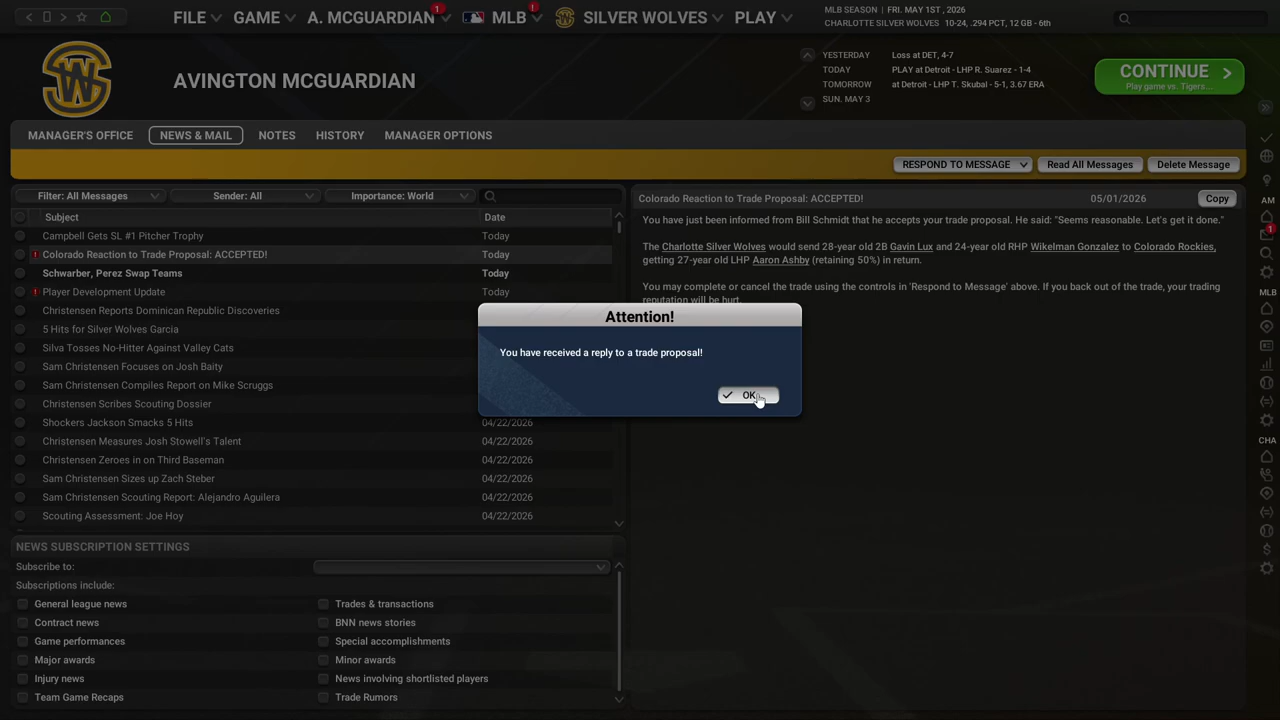 FILE
GAME
A. MCGUARDIAN
1
MLB
1
SILVER WOLVES
PLAY
MLB SEASON | FRI. MAY 1ST , 2026
CHARLOTTE SILVER WOLVES 10-24, .294 PCT, 12 GB - 6th
SW
AVINGTON MCGUARDIAN
YESTERDAY Loss at DET, 4-7
TODAY PLAY at Detroit - LHP R. Suarez - 1-4
TOMORROW at Detroit - LHP T. Skubal - 5-1, 3.67 ERA
SUN. MAY 3
CONTINUE
Play game vs. Tigers...
MANAGER'S OFFICE
NEWS & MAIL
NOTES
HISTORY
MANAGER OPTIONS
RESPOND TO MESSAGE
Read All Messages
Delete Message
Filter: All Messages
Sender: All
Importance: World
Subject Date
Campbell Gets SL #1 Pitcher Trophy Today
Colorado Reaction to Trade Proposal: ACCEPTED! Today
Schwarber, Perez Swap Teams Today
Player Development Update Today
Christensen Reports Dominican Republic Discoveries
5 Hits for Silver Wolves Garcia
Silva Tosses No-Hitter Against Valley Cats
Sam Christensen Focuses on Josh Baity
Sam Christensen Compiles Report on Mike Scruggs
Christensen Scribes Scouting Dossier
Shockers Jackson Smacks 5 Hits 04/22/2026
Christensen Measures Josh Stowell's Talent 04/22/2026
Christensen Zeroes in on Third Baseman 04/22/2026
Sam Christensen Sizes up Zach Steber 04/22/2026
Sam Christensen Scouting Report: Alejandro Aguilera 04/22/2026
Scouting Assessment: Joe Hoy 04/22/2026
Colorado Reaction to Trade Proposal: ACCEPTED! 05/01/2026 Copy
You have just been informed from Bill Schmidt that he accepts your trade proposal. He said: "Seems reasonable. Let's get it done."
The Charlotte Silver Wolves would send 28-year old 2B Gavin Lux and 24-year old RHP Wikelman Gonzalez to Colorado Rockies,
getting 27-year old LHP Aaron Ashby (retaining 50%) in return.
You may complete or cancel the trade using the controls in 'Respond to Message' above. If you back out of the trade, your trading
reputation will be hurt.
Attention!
You have received a reply to a trade proposal!
OK
NEWS SUBSCRIPTION SETTINGS
Subscribe to:
Subscriptions include:
General league news Trades & transactions
Contract news BNN news stories
Game performances Special accomplishments
Major awards Minor awards
Injury news News involving shortlisted players
Team Game Recaps Trade Rumors
AM
1
MLB
CHA